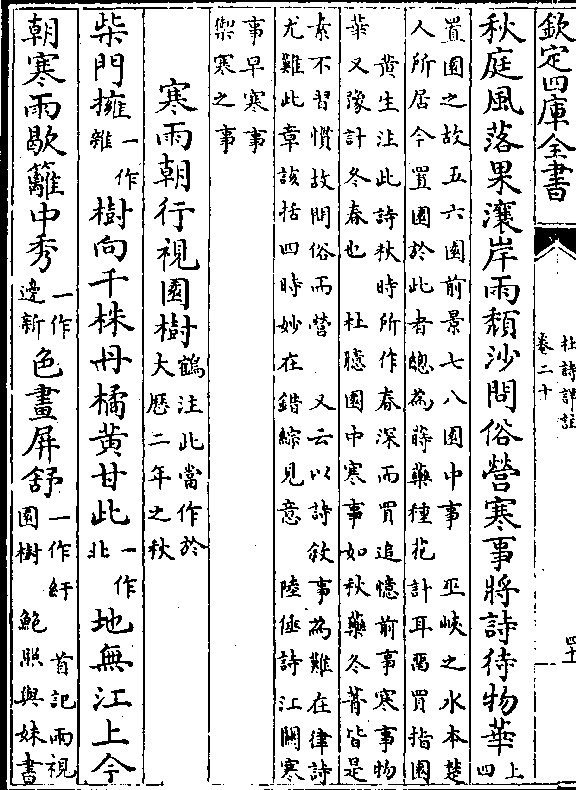 欽定四庫全書
杜詩詳註
卷二十
四十
秋庭風落果瀼岸雨頽沙問俗營寒事將詩待物華上四
置園之故五六園前景七八園中事 巫峽之水本楚
人所居今買園於此者總為蒔藥種花計耳買指園
黄生注此詩秋時所作春深而買追憶前事寒事物
華又豫計冬春也 杜臆園中寒事如秋藥冬菁皆是
素不習慣故問俗而營 又云以詩敘事為難在律詩
尤難此章該括四時妙在錯綜見意 陸倕詩江關寒
事早寒事
禦寒之事
寒雨朝行視園樹鶴注此當作於大厯二年之秋
柴門擁一作雜樹向千株丹橘黄甘此一作北地無江上今
朝寒雨歇籬中秀一作邊新色畫屏舒一作紆 首記雨視園樹 鮑照與妹書